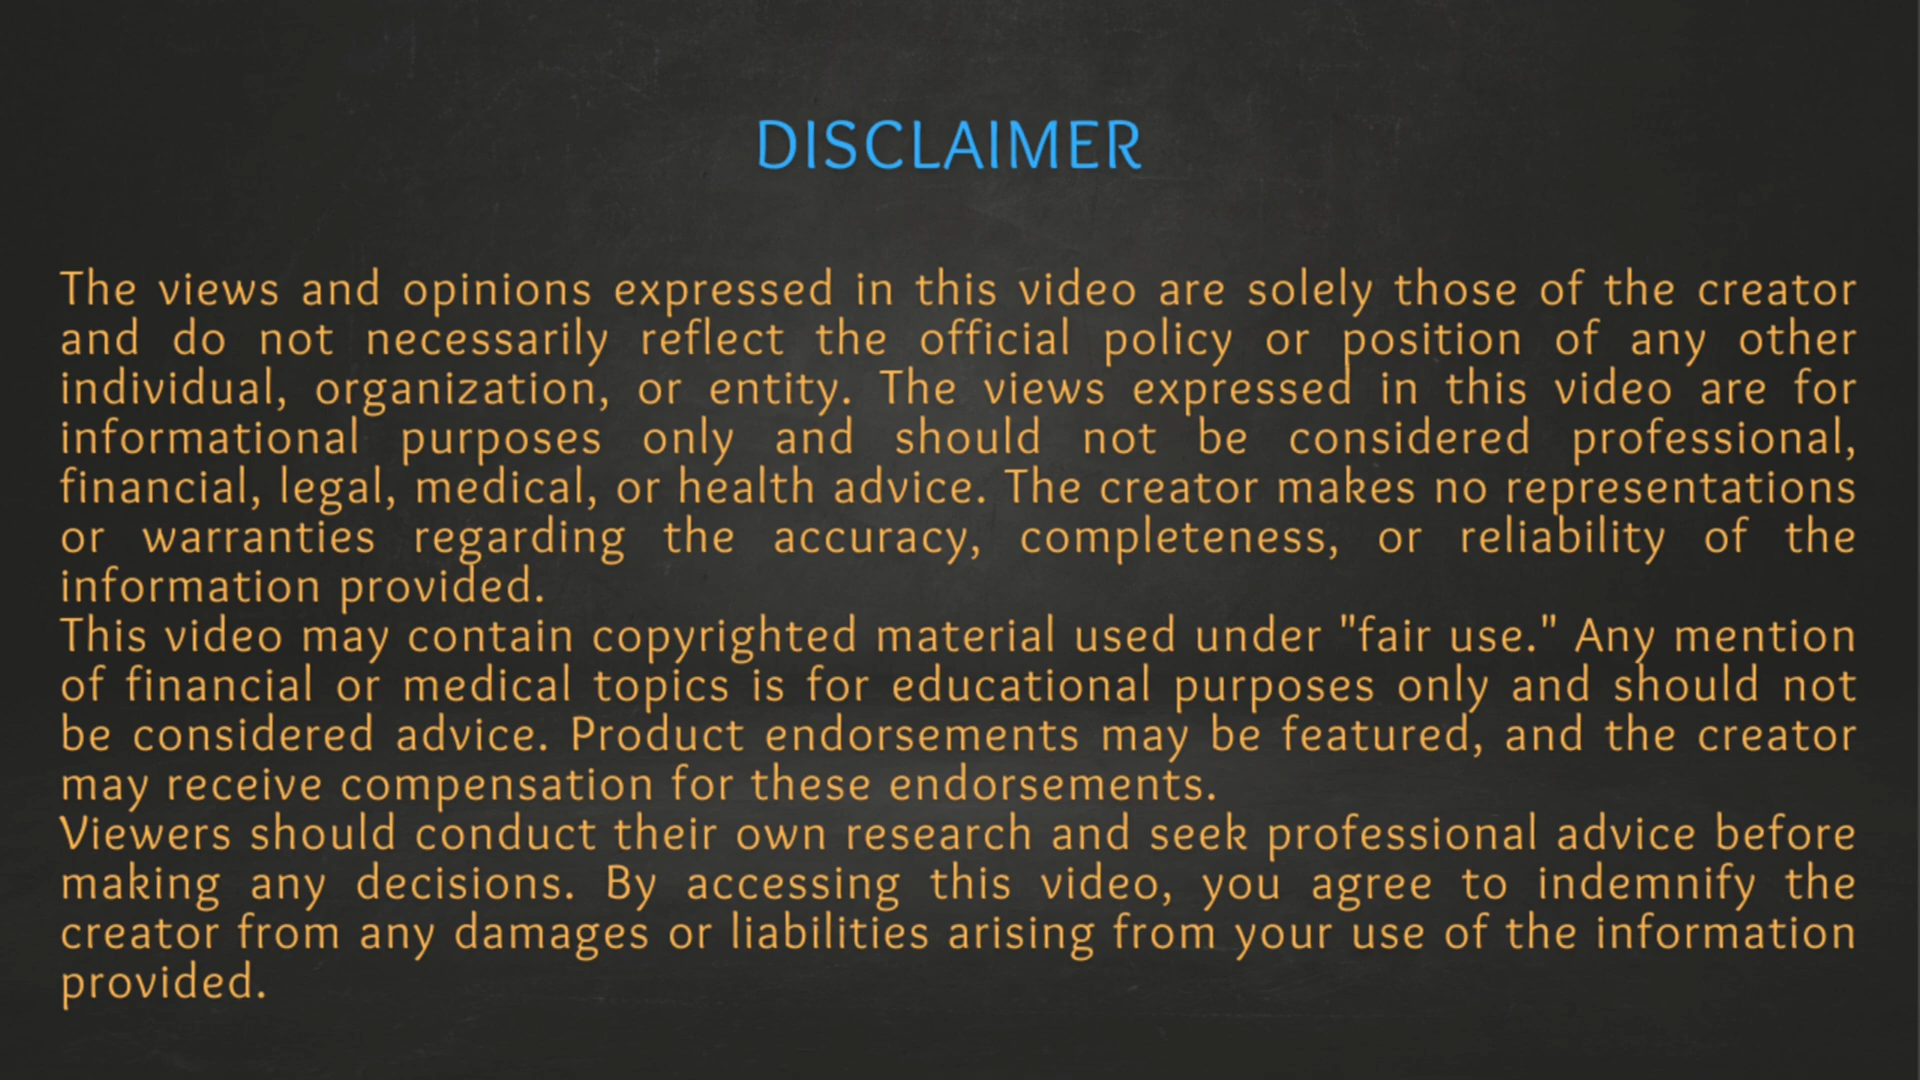 DISCLAIMER
The views and opinions expressed in this video are solely those of the creator
and do not necessarily reflect the official policy or position of any other
individual, organization, or entity. The views expressed in this video are for
informational purposes only and should not be considered professional,
financial, legal, medical, or health advice. The creator makes no representations
or warranties regarding the accuracy, completeness, or reliability of the
information provided.
This video may contain copyrighted material used under "fair use." Any mention
of financial or medical topics is for educational purposes only and should not
be considered advice. Product endorsements may be featured, and the creator
may receive compensation for these endorsements.
Viewers should conduct their own research and seek professional advice before
making any decisions. By accessing this video, you agree to indemnify the
creator from any damages or liabilities arising from your use of the information
provided.